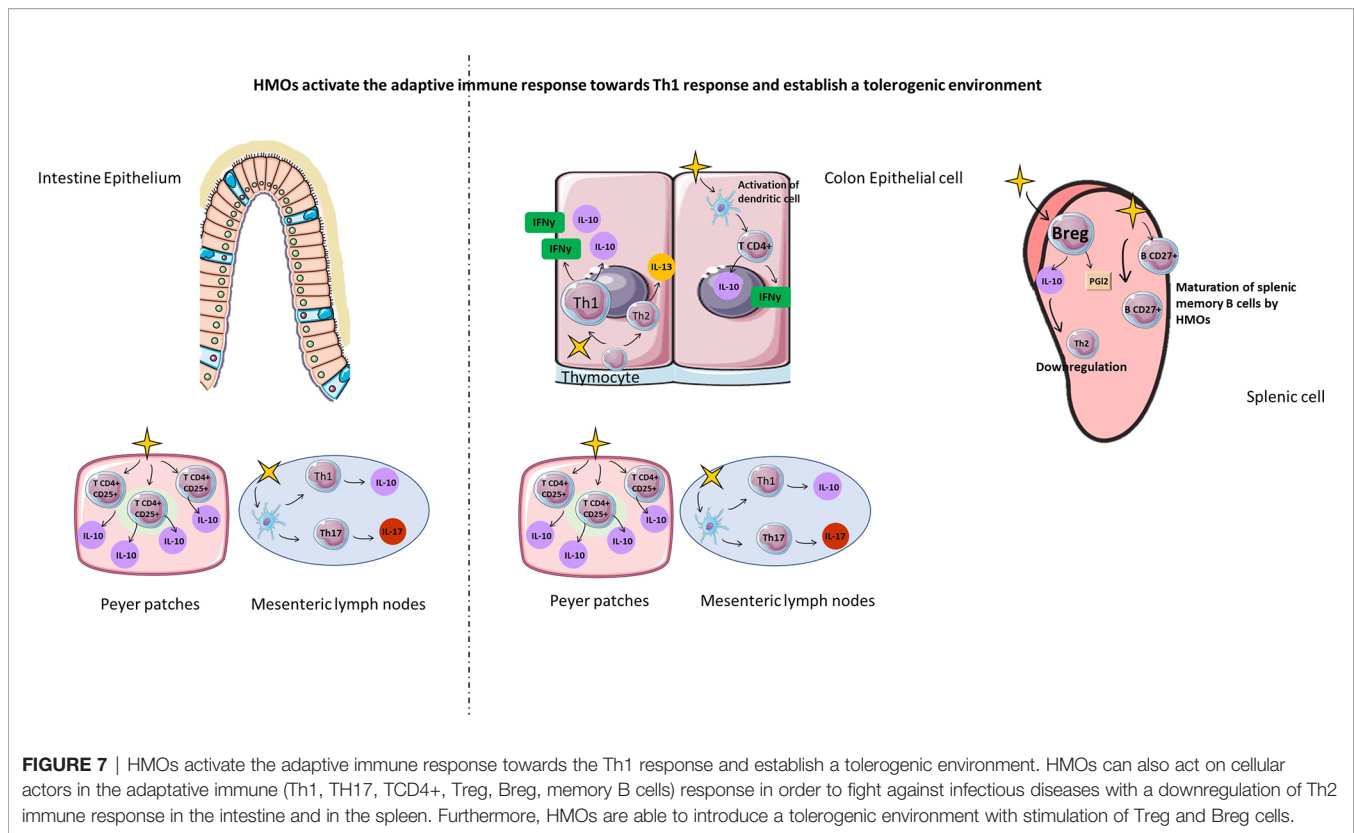 HMOs activate the adaptive immune response towards Th1 response and establish a tolerogenic environment
Intestine Epithelium
T CD4+
CD25+
T CD4+
CD25+
T CD4+
CD25+
IL-10
IL-10
IL-10
IL-10
Peyer patches
Th1
IL-10
Th17
IL-17
Mesenteric lymph nodes
Activation of
dendritic cell
Colon Epithelial cell
IFNy
IL-10
IFNy
IL-10
IL-13
Th1
Th2
Thymocyte
T CD4+
IL-10
IFNy
T CD4+
CD25+
T CD4+
CD25+
T CD4+
CD25+
IL-10
IL-10
IL-10
IL-10
Peyer patches
Th1
IL-10
Th17
IL-17
Mesenteric lymph nodes
Breg
IL-10
PGI2
Th2
Downregulation
B CD27+
B CD27+
Maturation of splenic
memory B cells by
HMOs
Splenic cell
FIGURE 7 | HMOs activate the adaptive immune response towards the Th1 response and establish a tolerogenic environment. HMOs can also act on cellular
actors in the adaptative immune (Th1, TH17, TCD4+, Treg, Breg, memory B cells) response in order to fight against infectious diseases with a downregulation of Th2
immune response in the intestine and in the spleen. Furthermore, HMOs are able to introduce a tolerogenic environment with stimulation of Treg and Breg cells.